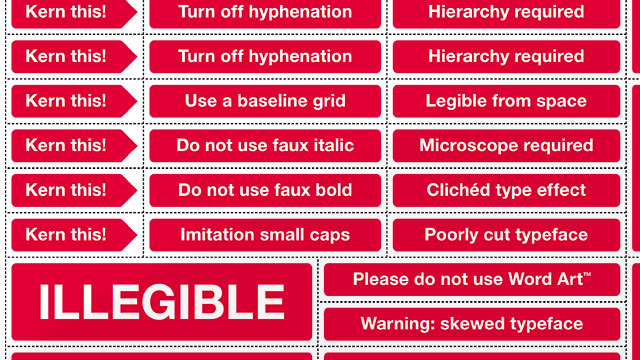 Kern this! Turn off hyphenation Hierarchy required
Kern this! Turn off hyphenation Hierarchy required
Kern this! Use a baseline grid Legible from space
Kern this! Do not use faux italic Microscope required
Kern this! Do not use faux bold Clichéd type effect
Kern this! Imitation small caps Poorly cut typeface
ILLEGIBLE
Please do not use Word Art™
Warning: skewed typeface